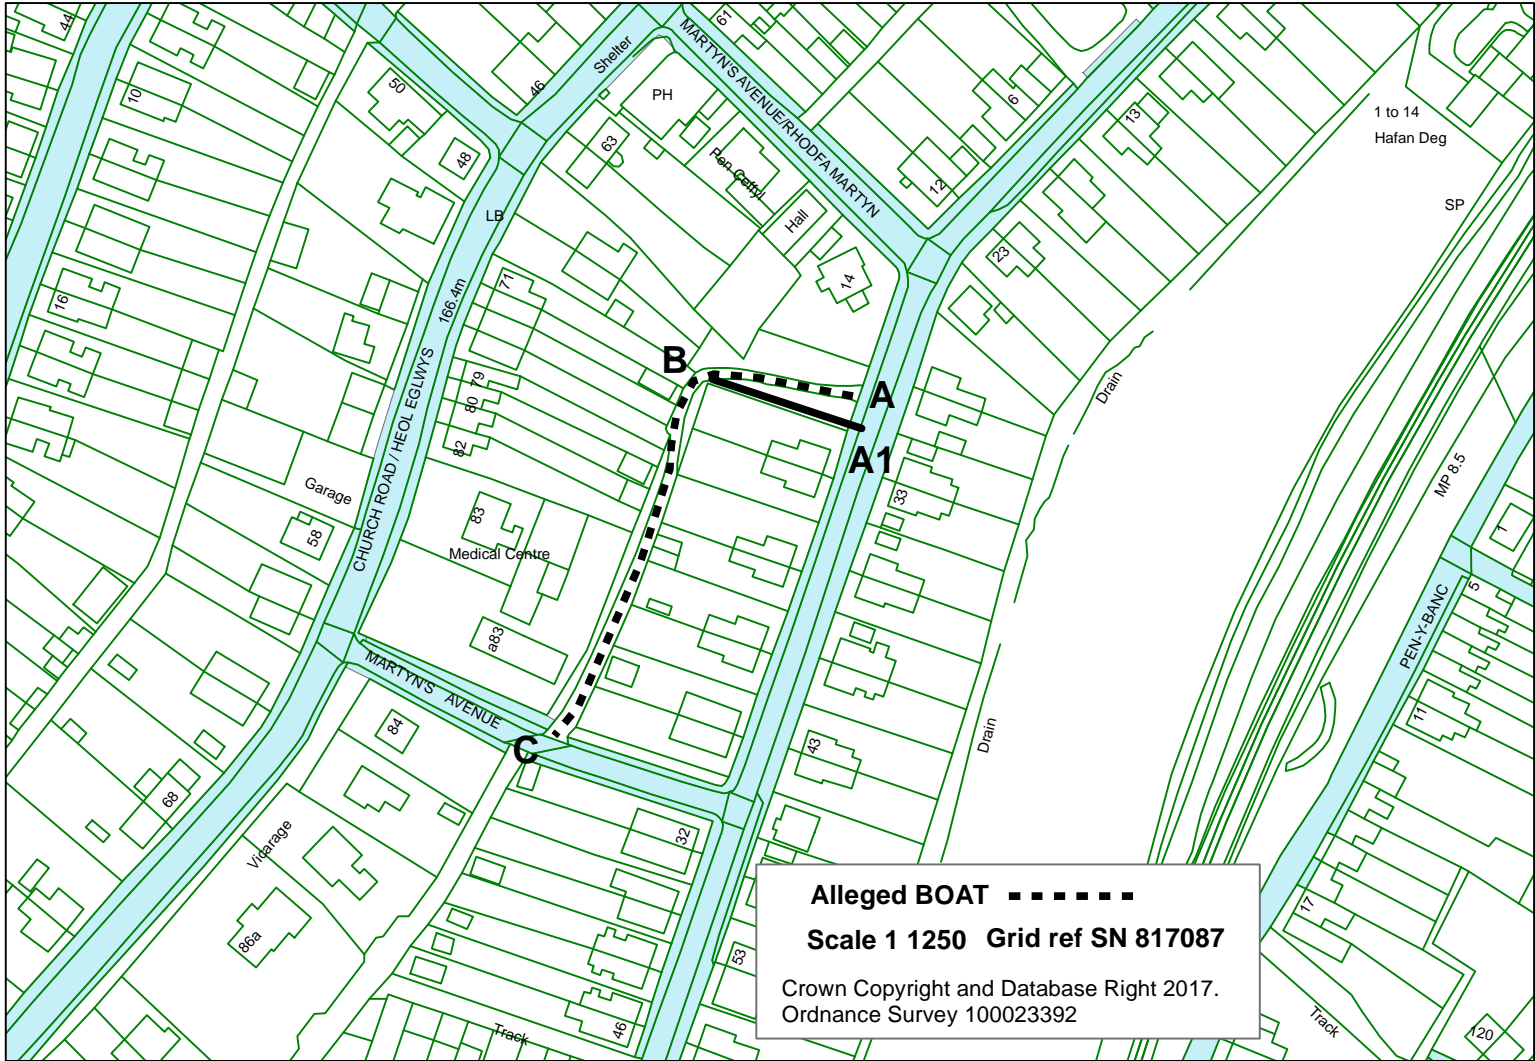 44
61
MARTYN'S AVENUE/RHODFA MARTYN
Shelter
46
50
10
PH
6
13
1 to 14
Hafan Deg
63
48
Pen Ceffyl
12
SP
LB
Hall
23
14
71
166.4m
16
CHURCH ROAD / HEOL EGLWYS
B
79
A
80
Drain
82
A1
Garage
33
MP 8.5
83
58
Medical Centre
1
5
PEN-Y-BANC
a83
MARTYN'S AVENUE
11
84
C
43
Drain
68
32
Vicarage
86a
53
17
46
Track
Track
120
Alleged BOAT
Scale 1 1250 Grid ref SN 817087
Crown Copyright and Database Right 2017.
Ordnance Survey 100023392